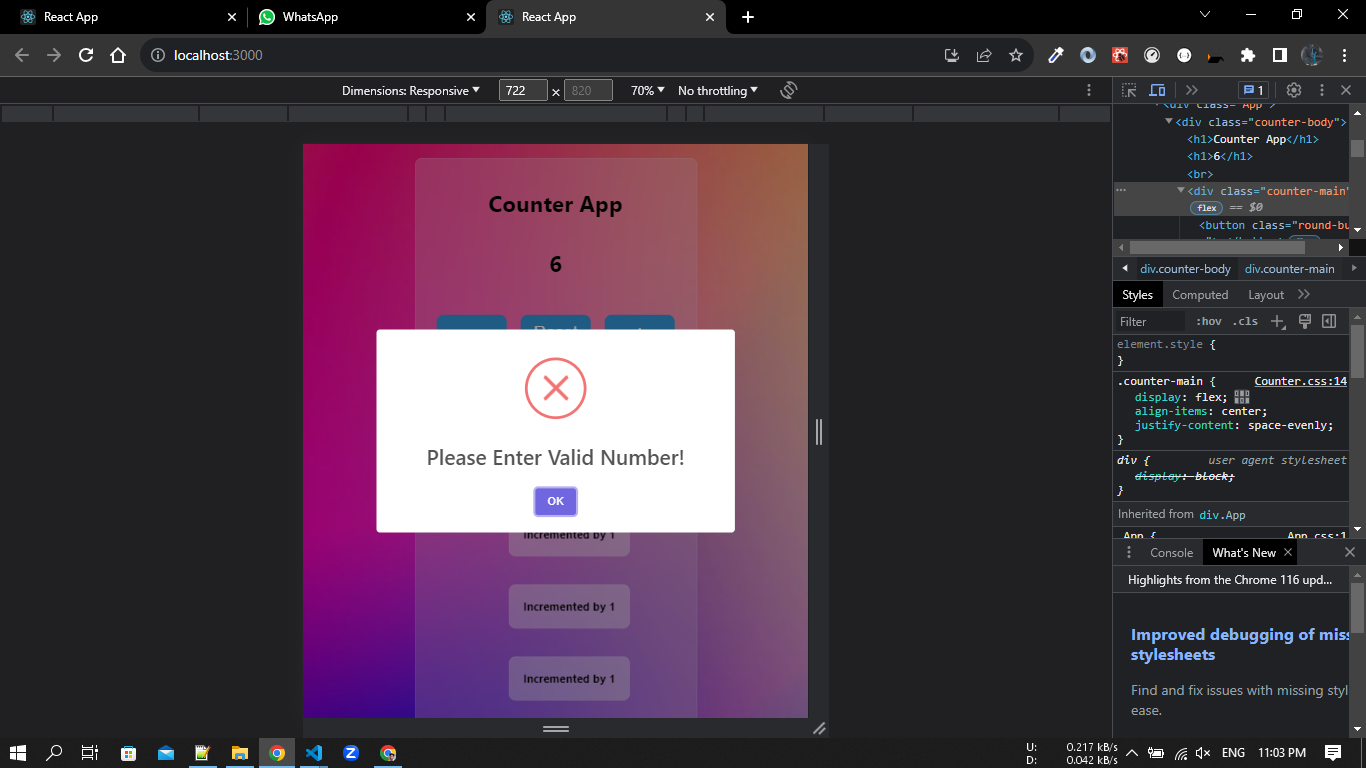 React App
WhatsApp
React App
localhost:3000
Dimensions: Responsive
722 × 820
70%
No throttling
1
<div class="App">
<div class="counter-body">
<h1>Counter App</h1>
<h1>6</h1>
<br>
<div class="counter-main"
flex == $0
<button class="round-bu
div.counter-body div.counter-main
Styles Computed Layout
Filter :hov .cls
element.style {
}
.counter-main { Counter.css:14
display: flex;
align-items: center;
justify-content: space-evenly;
}
div { user agent stylesheet
display: block;
}
Inherited from div.App
.App { App.css:1
Console What's New
Highlights from the Chrome 116 upd...
Improved debugging of miss
stylesheets
Find and fix issues with missing styl
ease.
Counter App
6
Reset
Please Enter Valid Number!
OK
Incremented by 1
Incremented by 1
Incremented by 1
U: 0.217 kB/s
D: 0.042 kB/s
ENG
11:03 PM